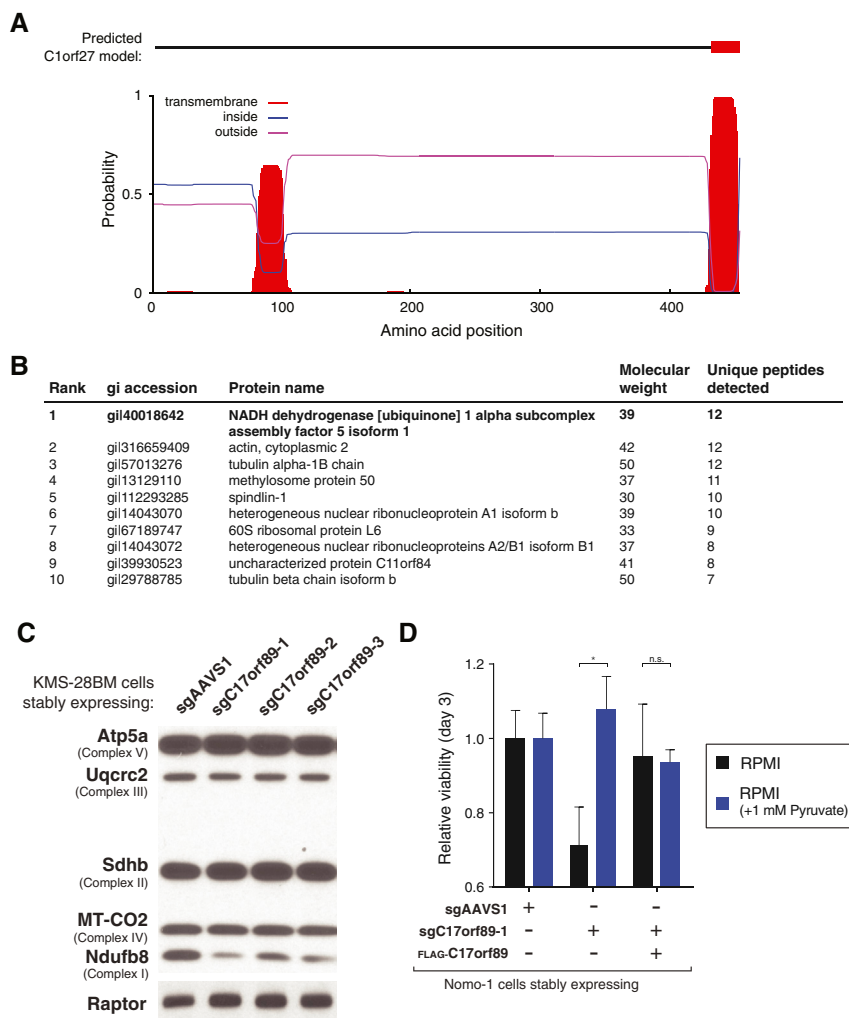 A
Predicted
C1orf27 model:
1
transmembrane
inside
outside
Probability
0.5
0
0 100 200 300 400
Amino acid position
B
Rank gi accession Protein name Molecular weight Unique peptides detected
1 gi|40018642 NADH dehydrogenase [ubiquinone] 1 alpha subcomplex assembly factor 5 isoform 1 39 12
2 gi|316659409 actin, cytoplasmic 2 42 12
3 gi|57013276 tubulin alpha-1B chain 50 12
4 gi|13129110 methylosome protein 50 37 11
5 gi|112293285 spindlin-1 30 10
6 gi|14043070 heterogeneous nuclear ribonucleoprotein A1 isoform b 39 10
7 gi|67189747 60S ribosomal protein L6 33 9
8 gi|14043072 heterogeneous nuclear ribonucleoproteins A2/B1 isoform B1 37 8
9 gi|39930523 uncharacterized protein C11orf84 41 8
10 gi|29788785 tubulin beta chain isoform b 50 7
C
KMS-28BM cells
stably expressing:
sgAAVS1
sgC17orf89-1
sgC17orf89-2
sgC17orf89-3
Atp5a
(Complex V)
Uqcrc2
(Complex III)
Sdhb
(Complex II)
MT-CO2
(Complex IV)
Ndufb8
(Complex I)
Raptor
D
Relative viability (day 3)
1.2
1.0
0.8
0.6
*
n.s.
RPMI
RPMI
(+1 mM Pyruvate)
sgAAVS1 + - -
sgC17orf89-1 - + +
FLAG-C17orf89 - - +
Nomo-1 cells stably expressing